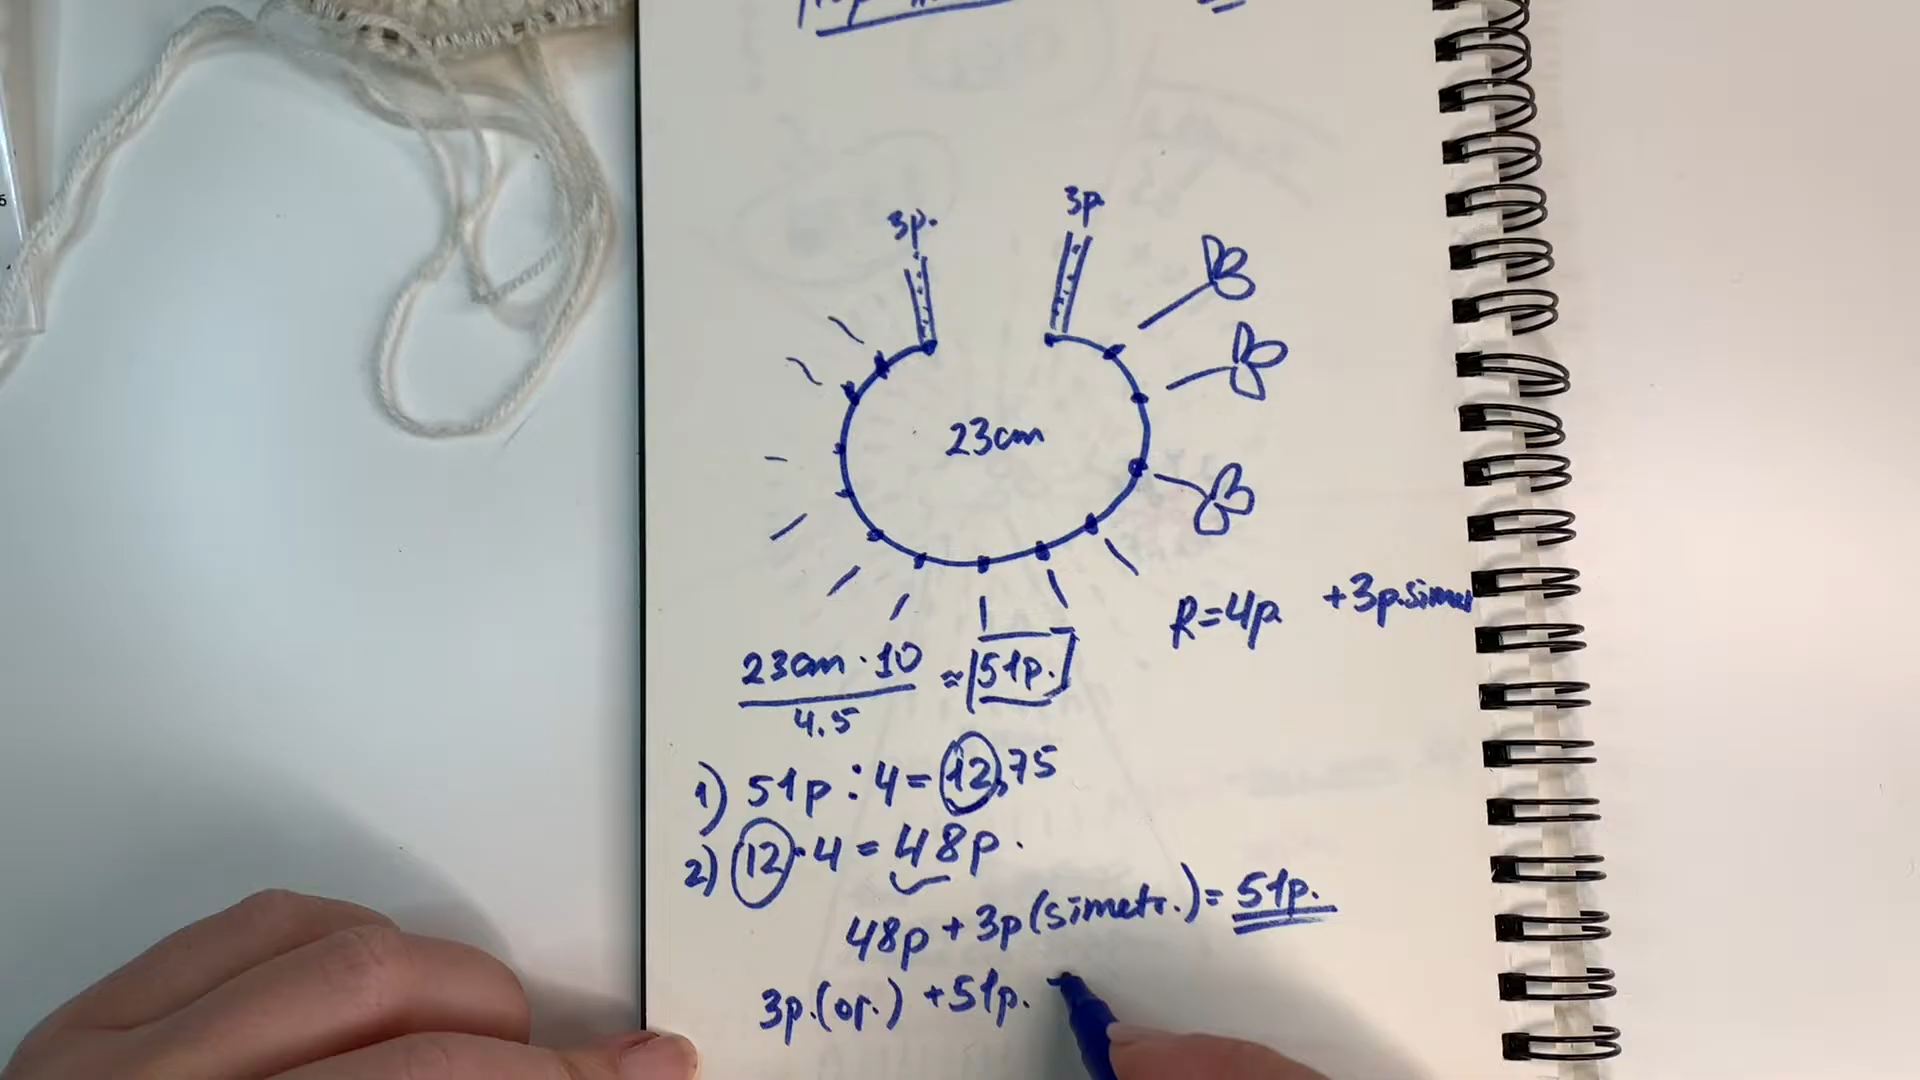 3p.
3p.
23cm
R=4p +3p.simet
23cm · 10
4.5
≈ 51p.
1) 51p : 4 = 12,75
2) 12 · 4 = 48p.
48p + 3p (simetr.) = 51p.
3p. (or.) + 51p.